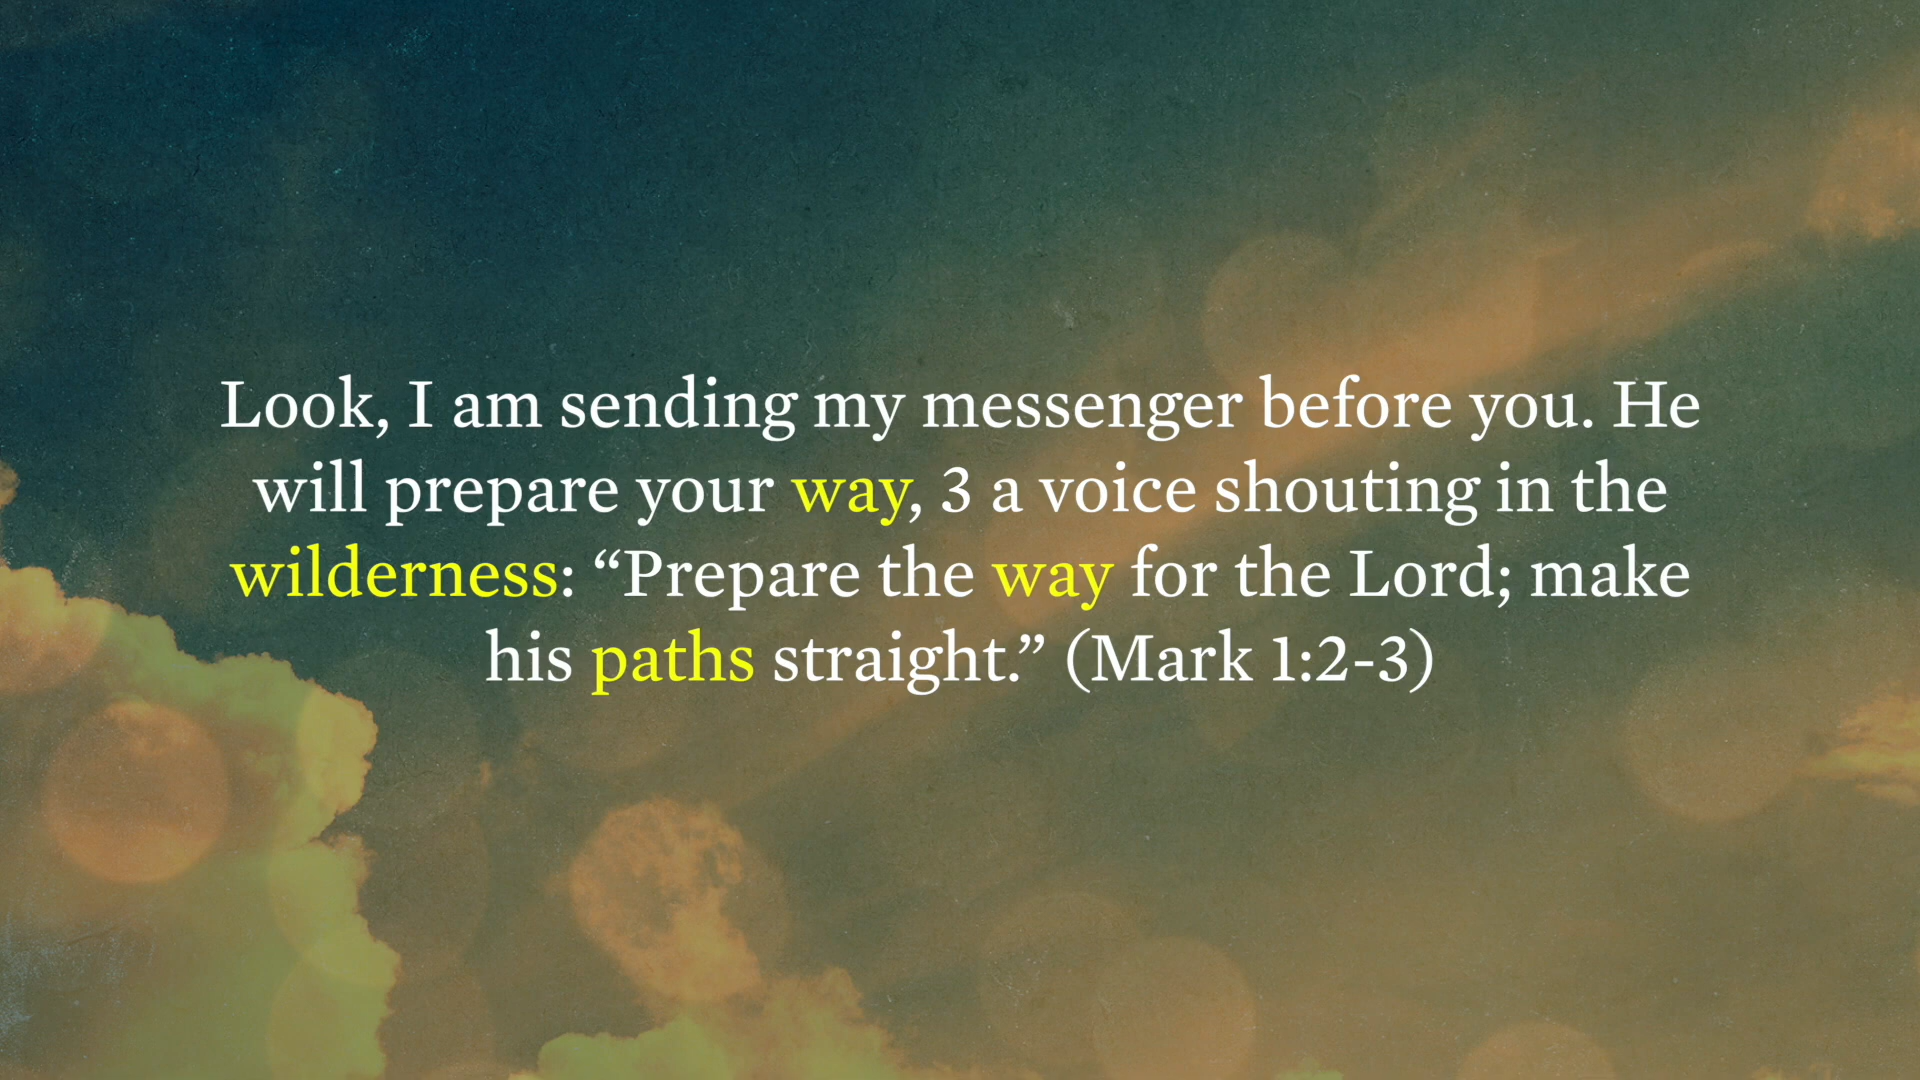 Look, I am sending my messenger before you. He
will prepare your way, 3 a voice shouting in the
wilderness: “Prepare the way for the Lord; make
his paths straight.” (Mark 1:2-3)